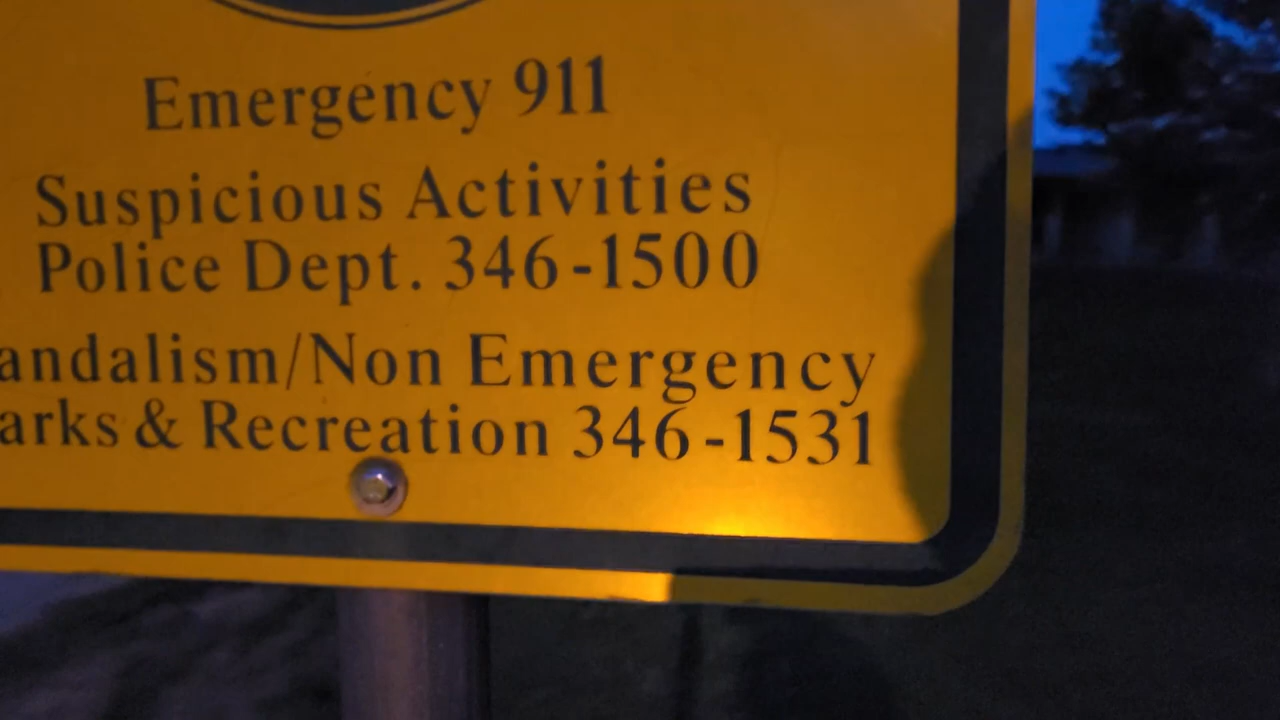 Emergency 911
Suspicious Activities
Police Dept. 346-1500
andalism/Non Emergency
arks & Recreation 346-1531